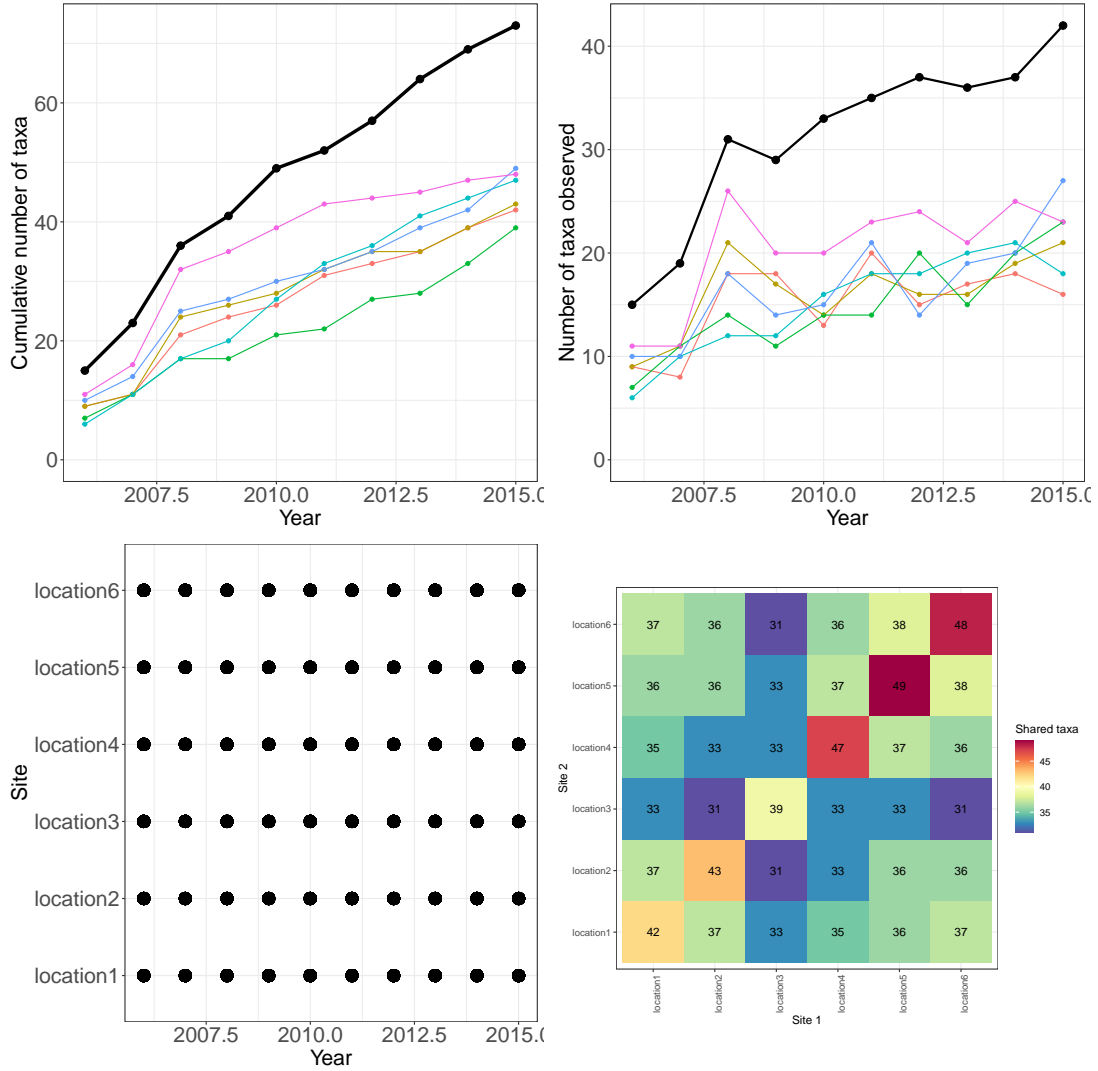 Cumulative number of taxa
60
40
20
0
2007.5 2010.0 2012.5 2015.0
Year
Number of taxa observed
40
30
20
10
0
2007.5 2010.0 2012.5 2015.0
Year
Site
location6
location5
location4
location3
location2
location1
2007.5 2010.0 2012.5 2015.0
Year
Site 2
location6 37 36 31 36 38 48
location5 36 36 33 37 49 38
location4 35 33 33 47 37 36
location3 33 31 39 33 33 31
location2 37 43 31 33 36 36
location1 42 37 33 35 36 37
location1 location2 location3 location4 location5 location6
Site 1
Shared taxa
45
40
35